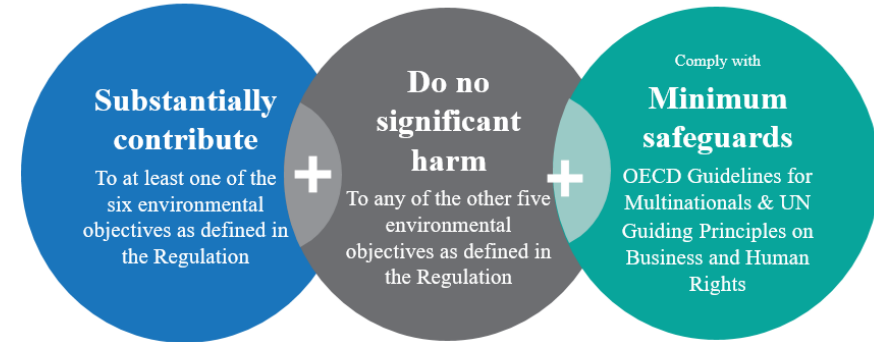 Substantially
contribute
To at least one of the
six environmental
objectives as defined in
the Regulation
+
Do no
significant
harm
To any of the other five
environmental
objectives as defined in
the Regulation
+
Comply with
Minimum
safeguards
OECD Guidelines for
Multinationals & UN
Guiding Principles on
Business and Human
Rights